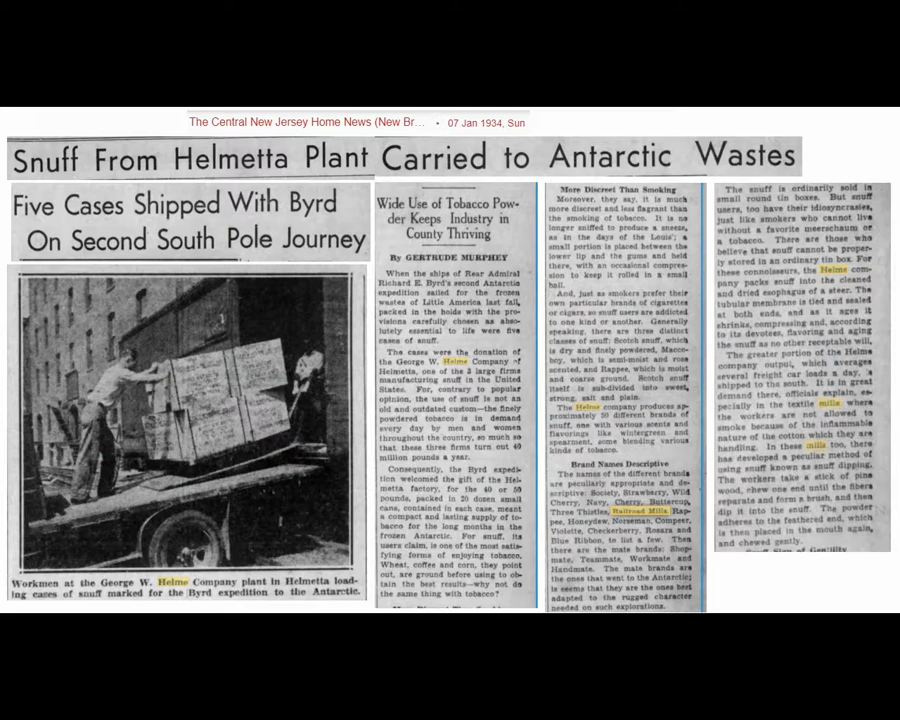 The Central New Jersey Home News (New Br... • 07 Jan 1934, Sun
Snuff From Helmetta Plant Carried to Antarctic Wastes
Five Cases Shipped With Byrd
On Second South Pole Journey
Workmen at the George W. Helme Company plant in Helmetta load-
ing cases of snuff marked for the Byrd expedition to the Antarctic.
Wide Use of Tobacco Pow-
der Keeps Industry in
County Thriving
By GERTRUDE MURPHEY
When the ships of Rear Admiral
Richard E. Byrd's second Antarctic
expedition sailed for the frozen
wastes of Little America last fall,
packed in the holds with the pro-
visions carefully chosen as abso-
lutely essential to life were five
cases of snuff.
The cases were the donation of
the George W. Helme Company of
Helmetta, one of the 3 large firms
manufacturing snuff in the United
States. For, contrary to popular
opinion, the use of snuff is not an
old and outdated custom—the finely
powdered tobacco is in demand
every day by men and women
throughout the country, so much so
that these three firms turn out 40
million pounds a year.
Consequently, the Byrd expedi-
tion welcomed the gift of the Hel-
metta factory, for the 40 or 50
pounds, packed in 20 dozen small
cans, contained in each case, meant
a compact and lasting supply of to-
bacco for the long months in the
frozen Antarctic. For snuff, its
users claim, is one of the most satis-
fying forms of enjoying tobacco.
Wheat, coffee and corn, they point
out, are ground before using to ob-
tain the best results—why not do
the same thing with tobacco?
More Discreet Than Smoking
Moreover, they say, it is much
more discreet and less flagrant than
the smoking of tobacco. It is no
longer sniffed to produce a sneeze,
as in the days of the Louis'; a
small portion is placed between the
lower lip and the gums and held
there, with an occasional compres-
sion to keep it rolled in a small
ball.
And, just as smokers prefer their
own particular brands of cigarettes
or cigars, so snuff users are addicted
to one kind or another. Generally
speaking, there are three distinct
classes of snuff: Scotch snuff, which
is dry and finely powdered, Macco-
boy, which is semi-moist and rose
scented, and Rappee, which is moist
and coarse ground. Scotch snuff
itself is sub-divided into sweet,
strong, salt and plain.
The Helme company produces ap-
proximately 50 different brands of
snuff, one with various scents and
flavorings like wintergreen and
spearmint, some blending various
kinds of tobacco.
Brand Names Descriptive
The names of the different brands
are peculiarly appropriate and de-
scriptive: Society, Strawberry, Wild
Cherry, Navy, Cherry, Buttercup,
Three Thistles, Railroad Mills Rap-
pee, Honeydew, Norseman, Compeer,
Violette, Checkerberry, Rosara and
Blue Ribbon, to list a few. Then
there are the mate brands: Shop-
mate, Teammate, Workmate and
Handmate. The mate brands are
the ones that went to the Antarctic;
is seems that they are the ones best
adapted to the rugged character
needed on such explorations.
The snuff is ordinarily sold in
small round tin boxes. But snuff
users, too have their idiosyncrasies,
just like smokers who cannot live
without a favorite meerschaum or
a tobacco. There are those who
believe that snuff cannot be proper-
ly stored in an ordinary tin box. For
these connoisseurs, the Helme com-
pany packs snuff into the cleaned
and dried esophagus of a steer. The
tubular membrane is tied and sealed
at both ends, and as it ages it
shrinks, compressing and, according
to its devotees, flavoring and aging
the snuff as no other receptable will.
The greater portion of the Helme
company output, which averages
several freight car loads a day, is
shipped to the south. It is in great
demand there, officials explain, es-
pecially in the textile mills where
the workers are not allowed to
smoke because of the inflammable
nature of the cotton which they are
handling. In these mills too, there
has developed a peculiar method of
using snuff known as snuff dipping.
The workers take a stick of pine
wood, chew one end until the fibers
separate and form a brush, and then
dip it into the snuff. The powder
adheres to the feathered end, which
is then placed in the mouth again,
and chewed gently.